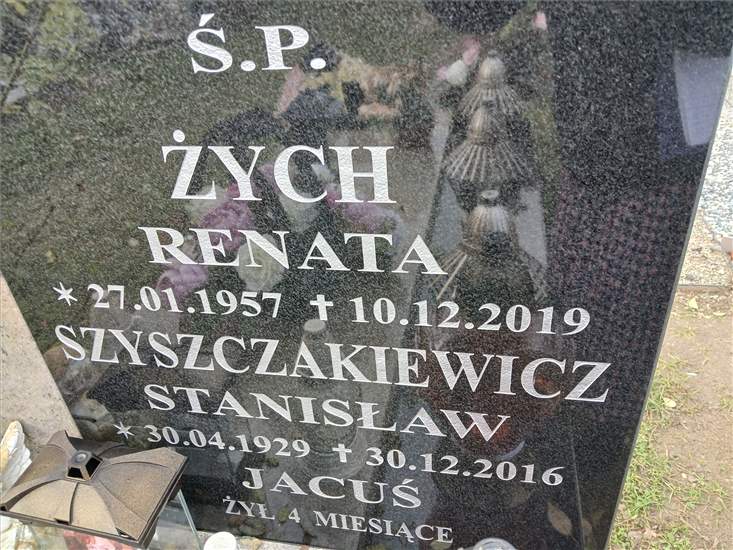 Ś.P.
ŻYCH
RENATA
* 27.01.1957 ✝ 10.12.2019
SZYSZCZAKIEWICZ
STANISŁAW
* 30.04.1929 ✝ 30.12.2016
JACUŚ
ŻYŁ 4 MIESIĄCE